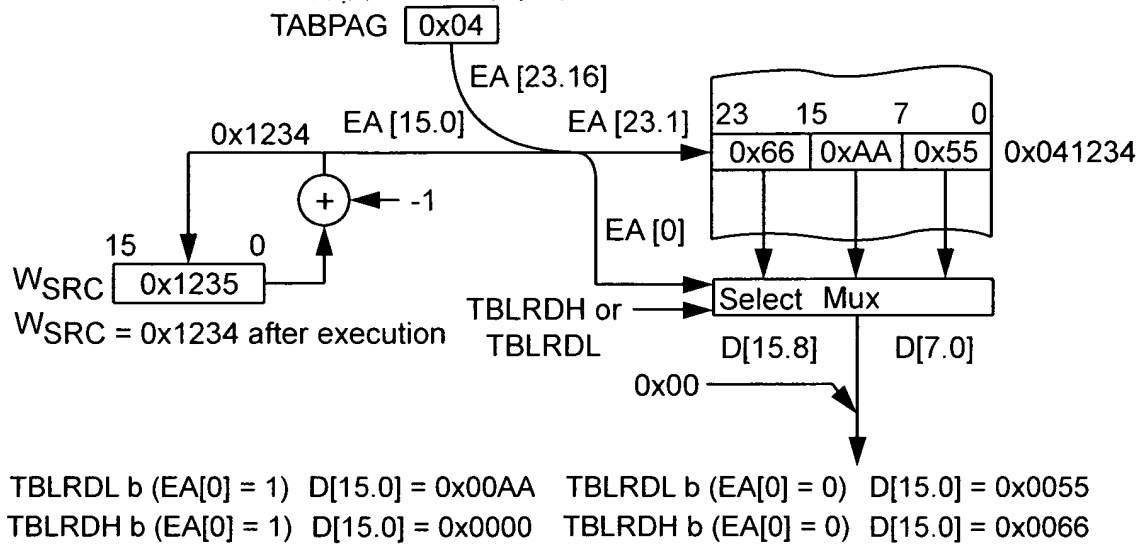 TABPAG 0x04
EA [23.16]
EA [15.0]
EA [23.1]
0x1234
23 15 7 0
0x66 0xAA 0x55 0x041234
+ -1
EA [0]
15 0
WSRC 0x1235
WSRC = 0x1234 after execution
TBLRDH or
TBLRDL
Select Mux
D[15.8] D[7.0]
0x00
TBLRDL b (EA[0] = 1) D[15.0] = 0x00AA TBLRDL b (EA[0] = 0) D[15.0] = 0x0055
TBLRDH b (EA[0] = 1) D[15.0] = 0x0000 TBLRDH b (EA[0] = 0) D[15.0] = 0x0066